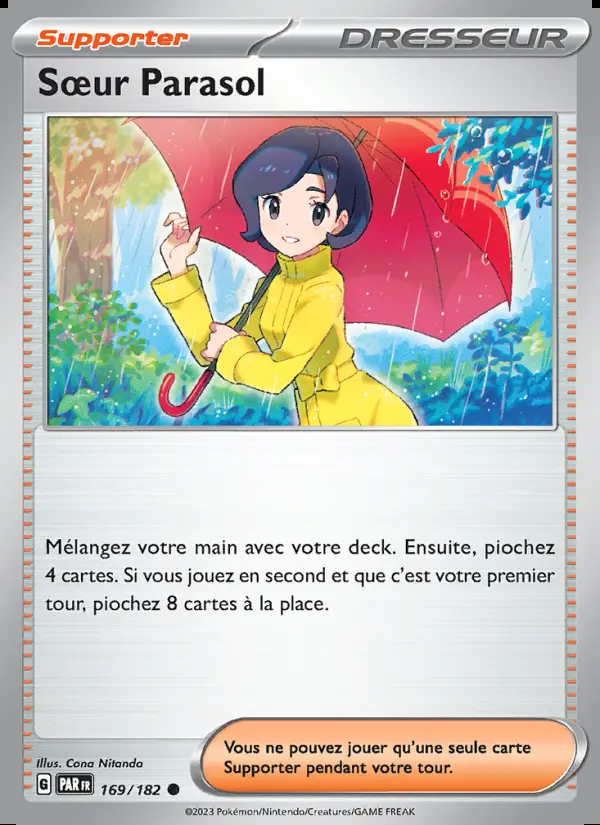 Supporter
DRESSEUR
Sœur Parasol
Mélangez votre main avec votre deck. Ensuite, piochez
4 cartes. Si vous jouez en second et que c'est votre premier
tour, piochez 8 cartes à la place.
Illus. Cona Nitanda
Vous ne pouvez jouer qu'une seule carte
Supporter pendant votre tour.
G PAR FR 169/182
©2023 Pokémon/Nintendo/Creatures/GAME FREAK